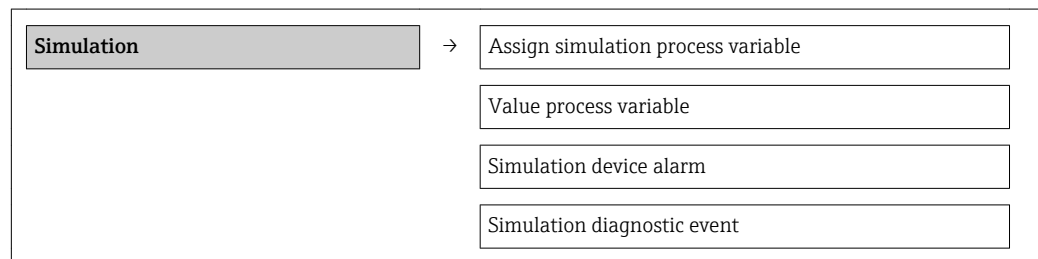 Simulation → Assign simulation process variable
Value process variable
Simulation device alarm
Simulation diagnostic event